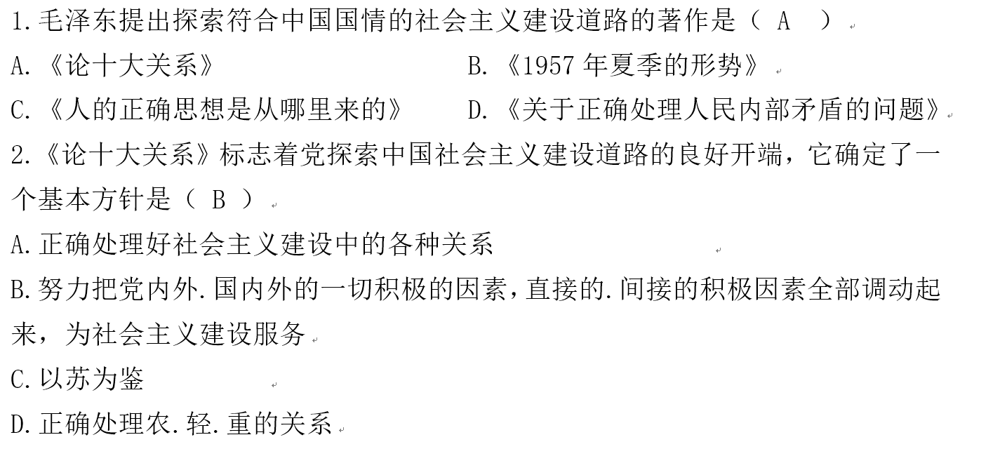 1.毛泽东提出探索符合中国国情的社会主义建设道路的著作是（ A  ）
A.《论十大关系》 B.《1957 年夏季的形势》
C.《人的正确思想是从哪里来的》 D.《关于正确处理人民内部矛盾的问题》
2.《论十大关系》标志着党探索中国社会主义建设道路的良好开端，它确定了一
个基本方针是（ B ）
A.正确处理好社会主义建设中的各种关系
B.努力把党内外.国内外的一切积极的因素,直接的.间接的积极因素全部调动起
来，为社会主义建设服务
C.以苏为鉴
D.正确处理农.轻.重的关系